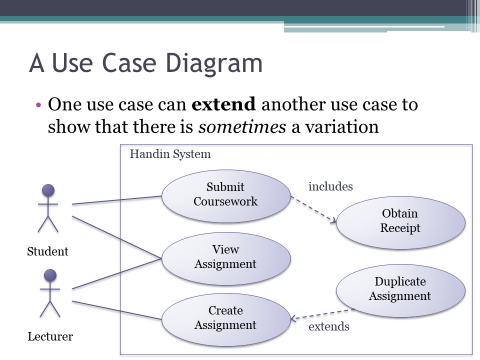 A Use Case Diagram
• One use case can extend another use case to
show that there is sometimes a variation
Handin System
Submit
Coursework
includes
Obtain
Receipt
Student
View
Assignment
Duplicate
Assignment
Create
Assignment
extends
Lecturer